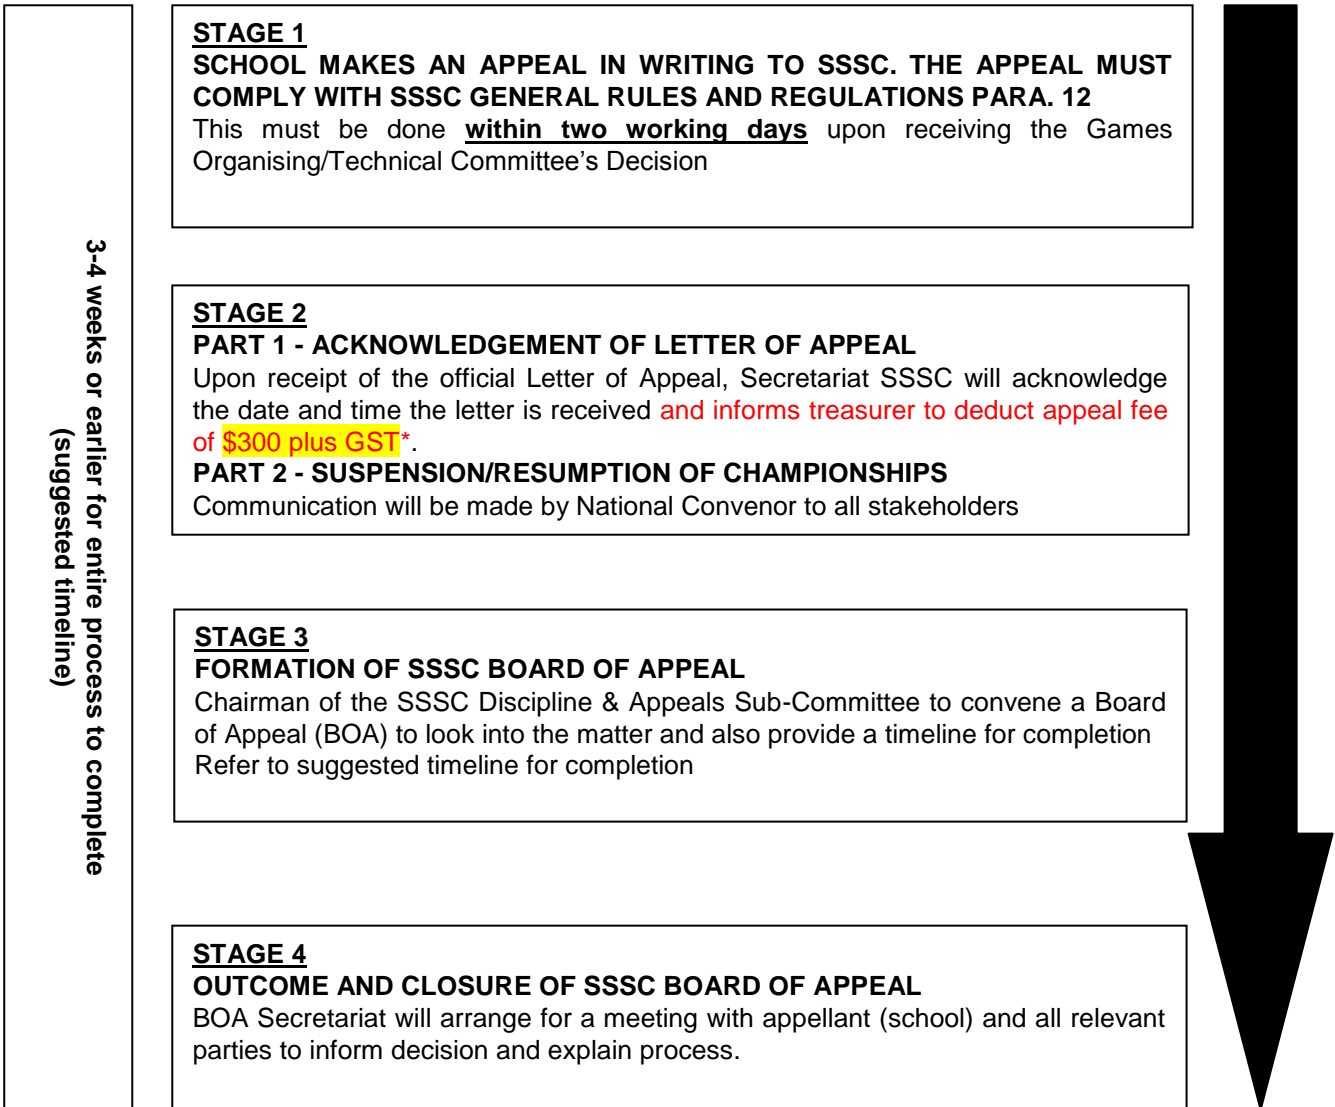 3-4 weeks or earlier for entire process to complete
(suggested timeline)
STAGE 1
SCHOOL MAKES AN APPEAL IN WRITING TO SSSC. THE APPEAL MUST
COMPLY WITH SSSC GENERAL RULES AND REGULATIONS PARA. 12
This must be done within two working days upon receiving the Games
Organising/Technical Committee’s Decision
STAGE 2
PART 1 - ACKNOWLEDGEMENT OF LETTER OF APPEAL
Upon receipt of the official Letter of Appeal, Secretariat SSSC will acknowledge
the date and time the letter is received and informs treasurer to deduct appeal fee
of $300 plus GST*.
PART 2 - SUSPENSION/RESUMPTION OF CHAMPIONSHIPS
Communication will be made by National Convenor to all stakeholders
STAGE 3
FORMATION OF SSSC BOARD OF APPEAL
Chairman of the SSSC Discipline & Appeals Sub-Committee to convene a Board
of Appeal (BOA) to look into the matter and also provide a timeline for completion
Refer to suggested timeline for completion
STAGE 4
OUTCOME AND CLOSURE OF SSSC BOARD OF APPEAL
BOA Secretariat will arrange for a meeting with appellant (school) and all relevant
parties to inform decision and explain process.